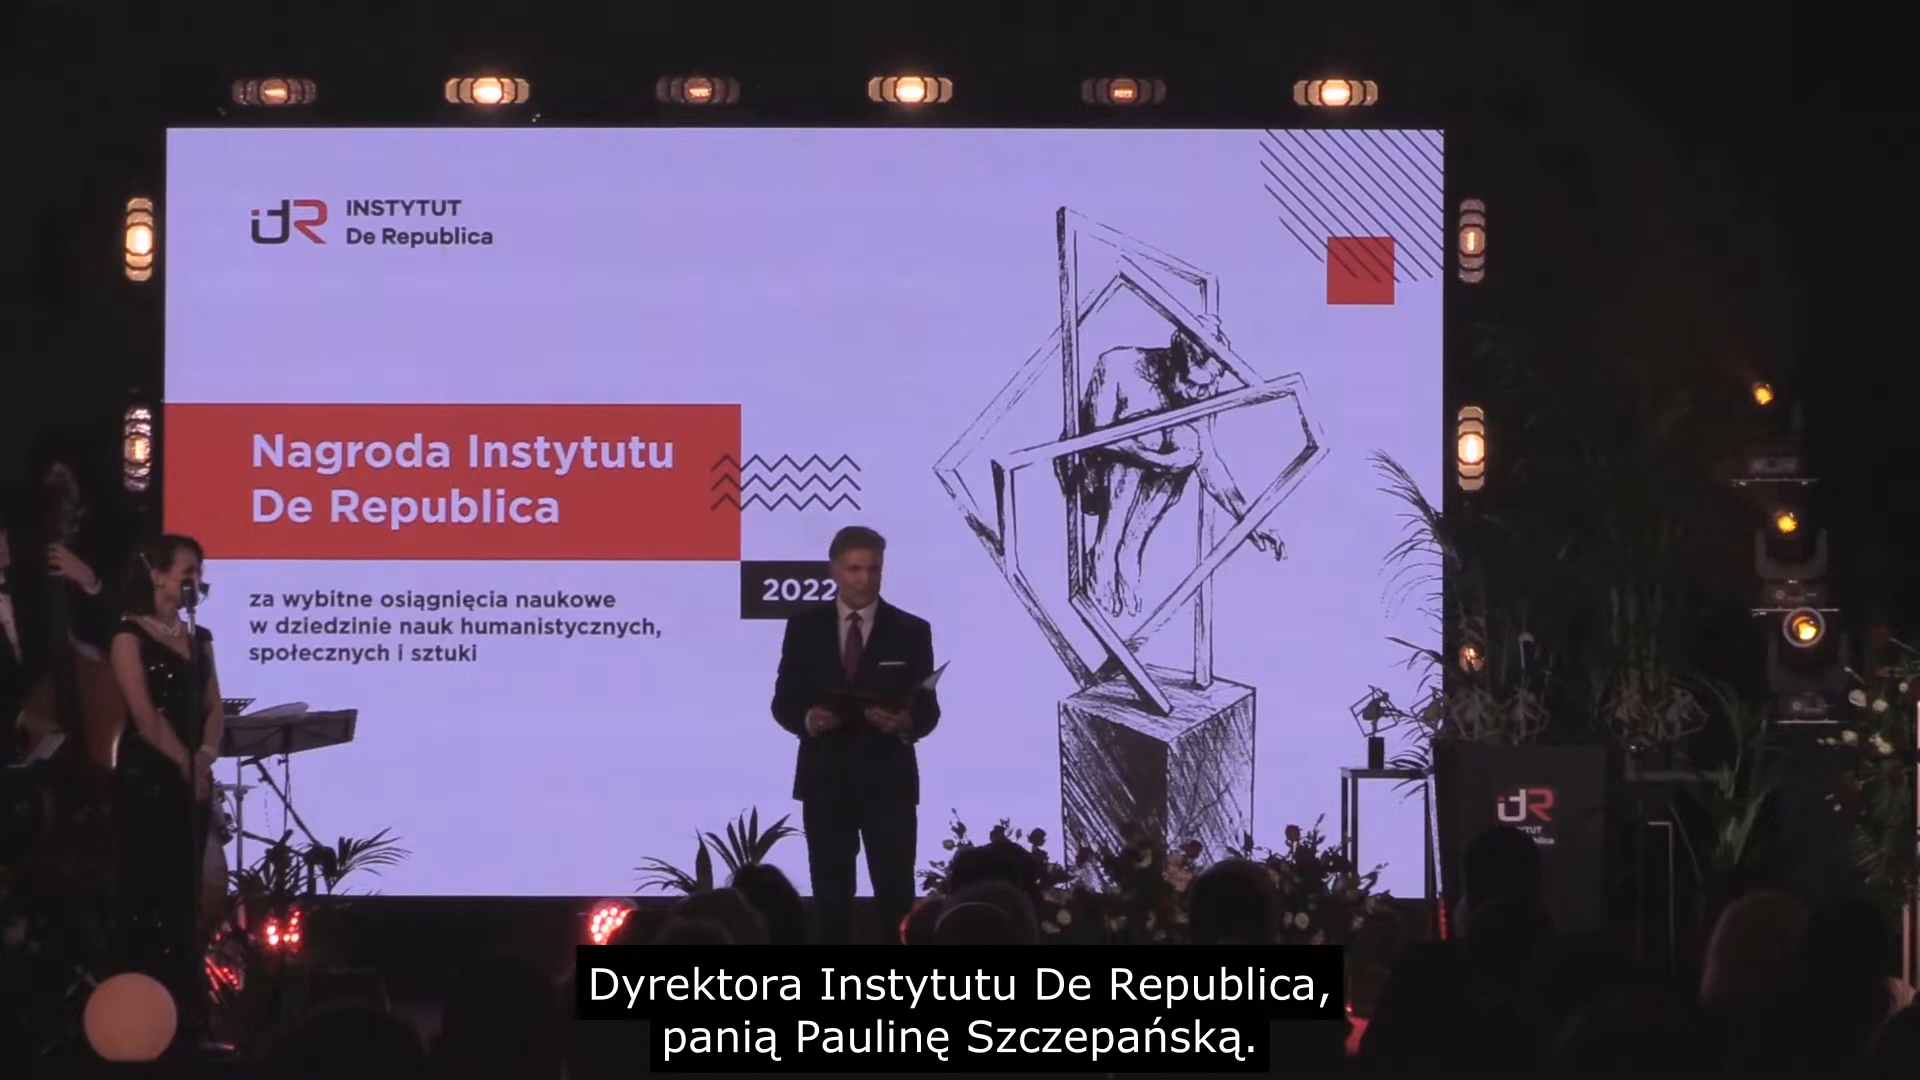 INSTYTUT
De Republica
Nagroda Instytutu
De Republica
2022
za wybitne osiągnięcia naukowe
w dziedzinie nauk humanistycznych,
społecznych i sztuki
Dyrektora Instytutu De Republica,
panią Paulinę Szczepańską.